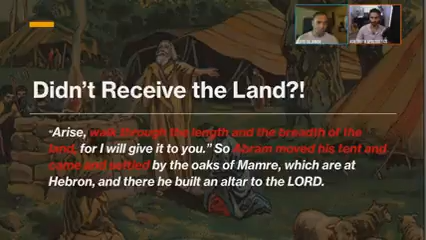 Didn't Receive the Land?!
"Arise, walk through the length and the breadth of the
land, for I will give it to you." So Abram moved his tent and
came and settled by the oaks of Mamre, which are at
Hebron, and there he built an altar to the LORD.